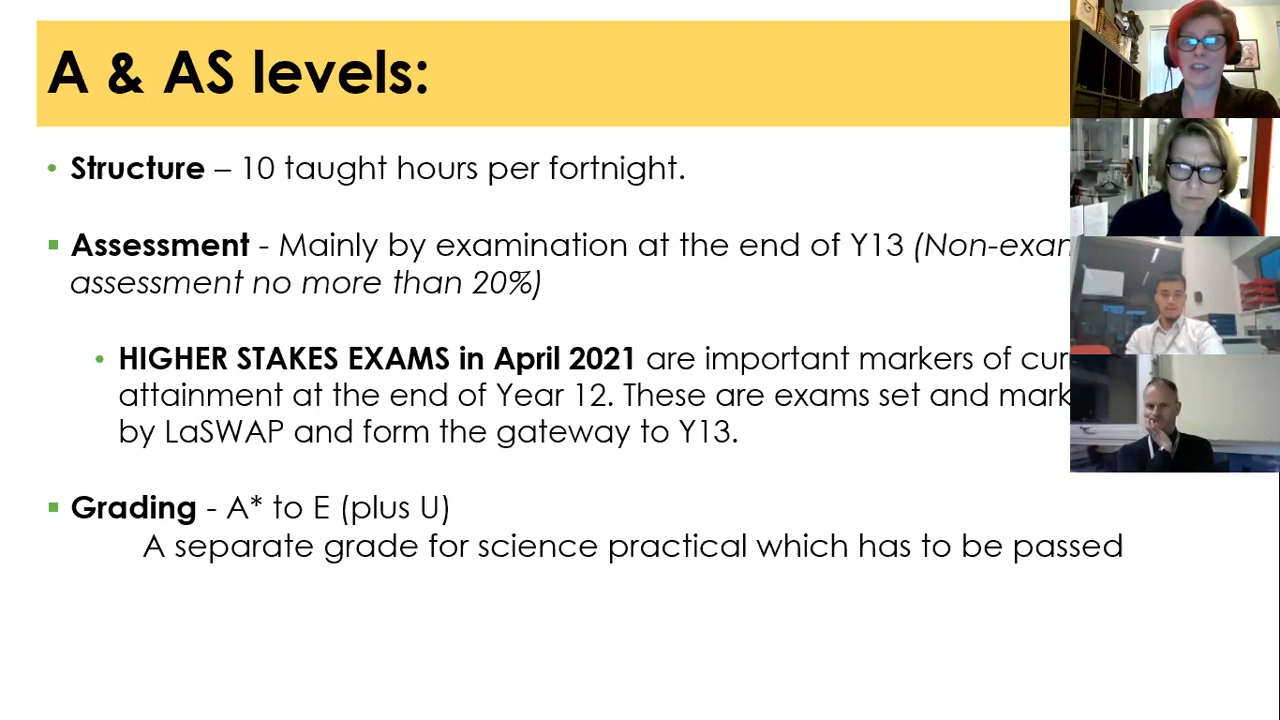 A & AS levels:
• Structure – 10 taught hours per fortnight.
▪ Assessment - Mainly by examination at the end of Y13 (Non-exam
assessment no more than 20%)
• HIGHER STAKES EXAMS in April 2021 are important markers of
attainment at the end of Year 12. These are exams set and
by LaSWAP and form the gateway to Y13.
▪ Grading - A* to E (plus U)
A separate grade for science practical which has to be passed